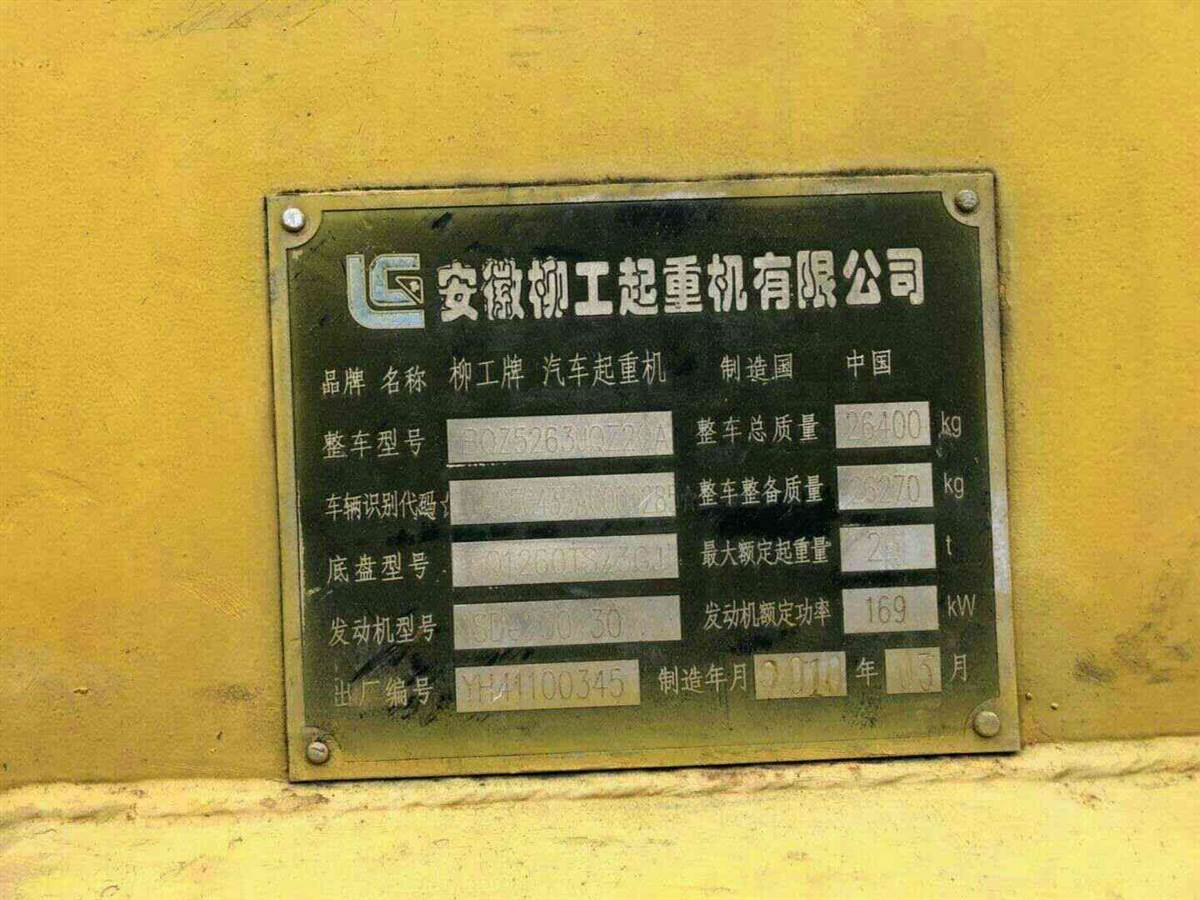 LG 安徽柳工起重机有限公司
品牌 名称 柳工牌 汽车起重机 制造国 中国
整车型号 整车总质量 26400 kg
车辆识别代码 整车整备质量 26270 kg
底盘型号 最大额定起重量 t
发动机型号 发动机额定功率 169 kW
出厂编号 YH41100345 制造年月 2010 年 03 月